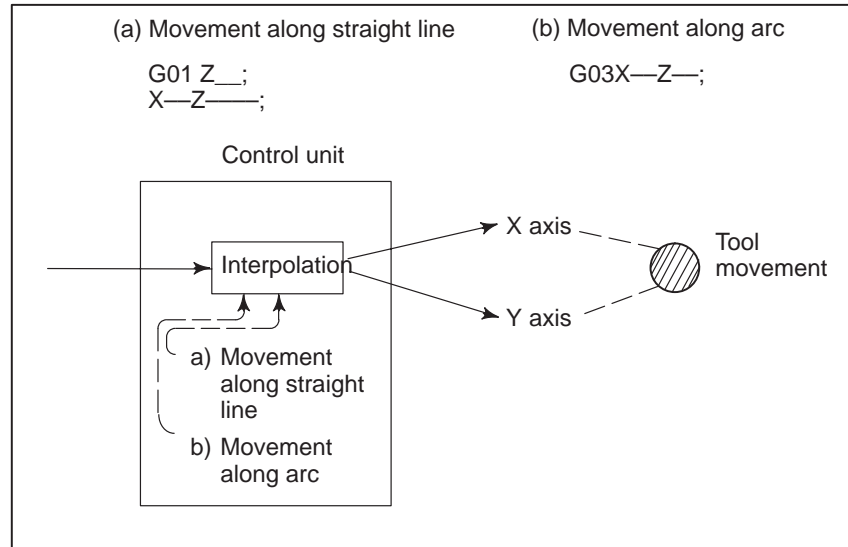 (a) Movement along straight line
(b) Movement along arc
G01 Z__;
X––Z––––;
G03X––Z––;
Control unit
Interpolation
X axis
Y axis
Tool
movement
a) Movement
along straight
line
b) Movement
along arc